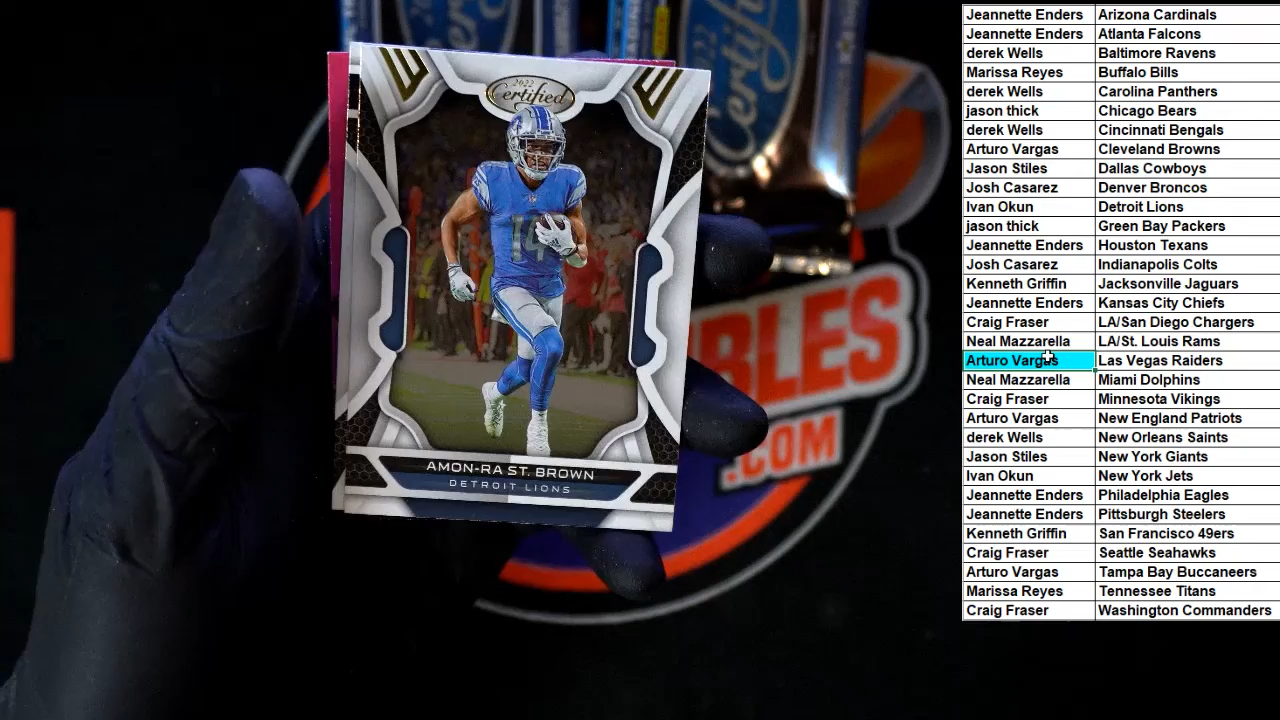 2022
Certified
14
AMON-RA ST. BROWN
DETROIT LIONS
22
Certified
BLES
.COM
Jeannette Enders Arizona Cardinals
Jeannette Enders Atlanta Falcons
derek Wells Baltimore Ravens
Marissa Reyes Buffalo Bills
derek Wells Carolina Panthers
jason thick Chicago Bears
derek Wells Cincinnati Bengals
Arturo Vargas Cleveland Browns
Jason Stiles Dallas Cowboys
Josh Casarez Denver Broncos
Ivan Okun Detroit Lions
jason thick Green Bay Packers
Jeannette Enders Houston Texans
Josh Casarez Indianapolis Colts
Kenneth Griffin Jacksonville Jaguars
Jeannette Enders Kansas City Chiefs
Craig Fraser LA/San Diego Chargers
Neal Mazzarella LA/St. Louis Rams
Arturo Vargas Las Vegas Raiders
Neal Mazzarella Miami Dolphins
Craig Fraser Minnesota Vikings
Arturo Vargas New England Patriots
derek Wells New Orleans Saints
Jason Stiles New York Giants
Ivan Okun New York Jets
Jeannette Enders Philadelphia Eagles
Jeannette Enders Pittsburgh Steelers
Kenneth Griffin San Francisco 49ers
Craig Fraser Seattle Seahawks
Arturo Vargas Tampa Bay Buccaneers
Marissa Reyes Tennessee Titans
Craig Fraser Washington Commanders